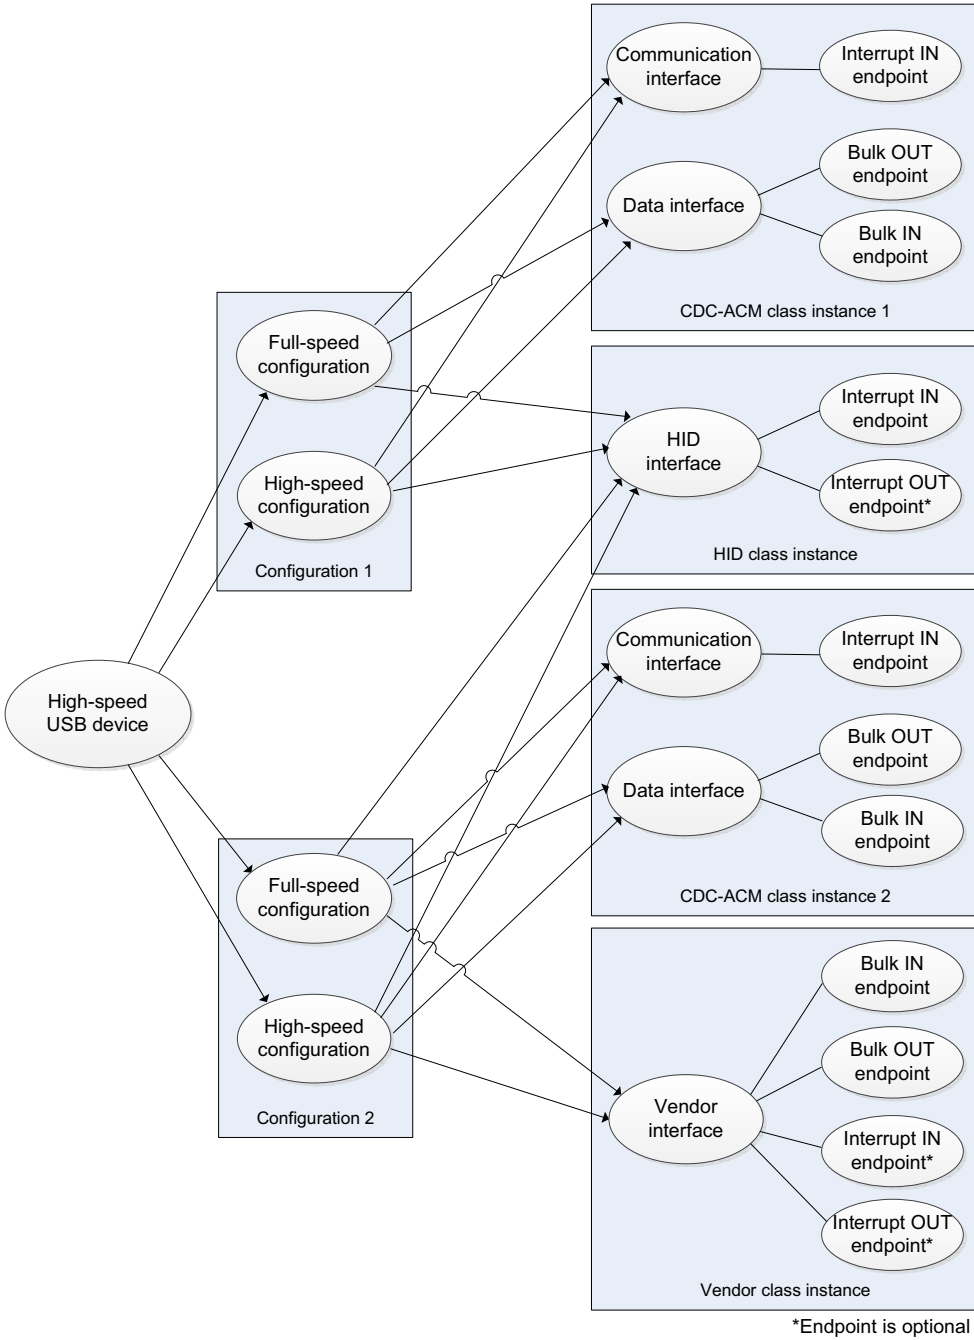 Communication
interface
Interrupt IN
endpoint
Data interface
Bulk OUT
endpoint
Bulk IN
endpoint
CDC-ACM class instance 1
Full-speed
configuration
High-speed
configuration
Configuration 1
HID
interface
Interrupt IN
endpoint
Interrupt OUT
endpoint*
HID class instance
High-speed
USB device
Communication
interface
Interrupt IN
endpoint
Data interface
Bulk OUT
endpoint
Bulk IN
endpoint
CDC-ACM class instance 2
Full-speed
configuration
High-speed
configuration
Configuration 2
Vendor
interface
Bulk IN
endpoint
Bulk OUT
endpoint
Interrupt IN
endpoint*
Interrupt OUT
endpoint*
Vendor class instance
*Endpoint is optional